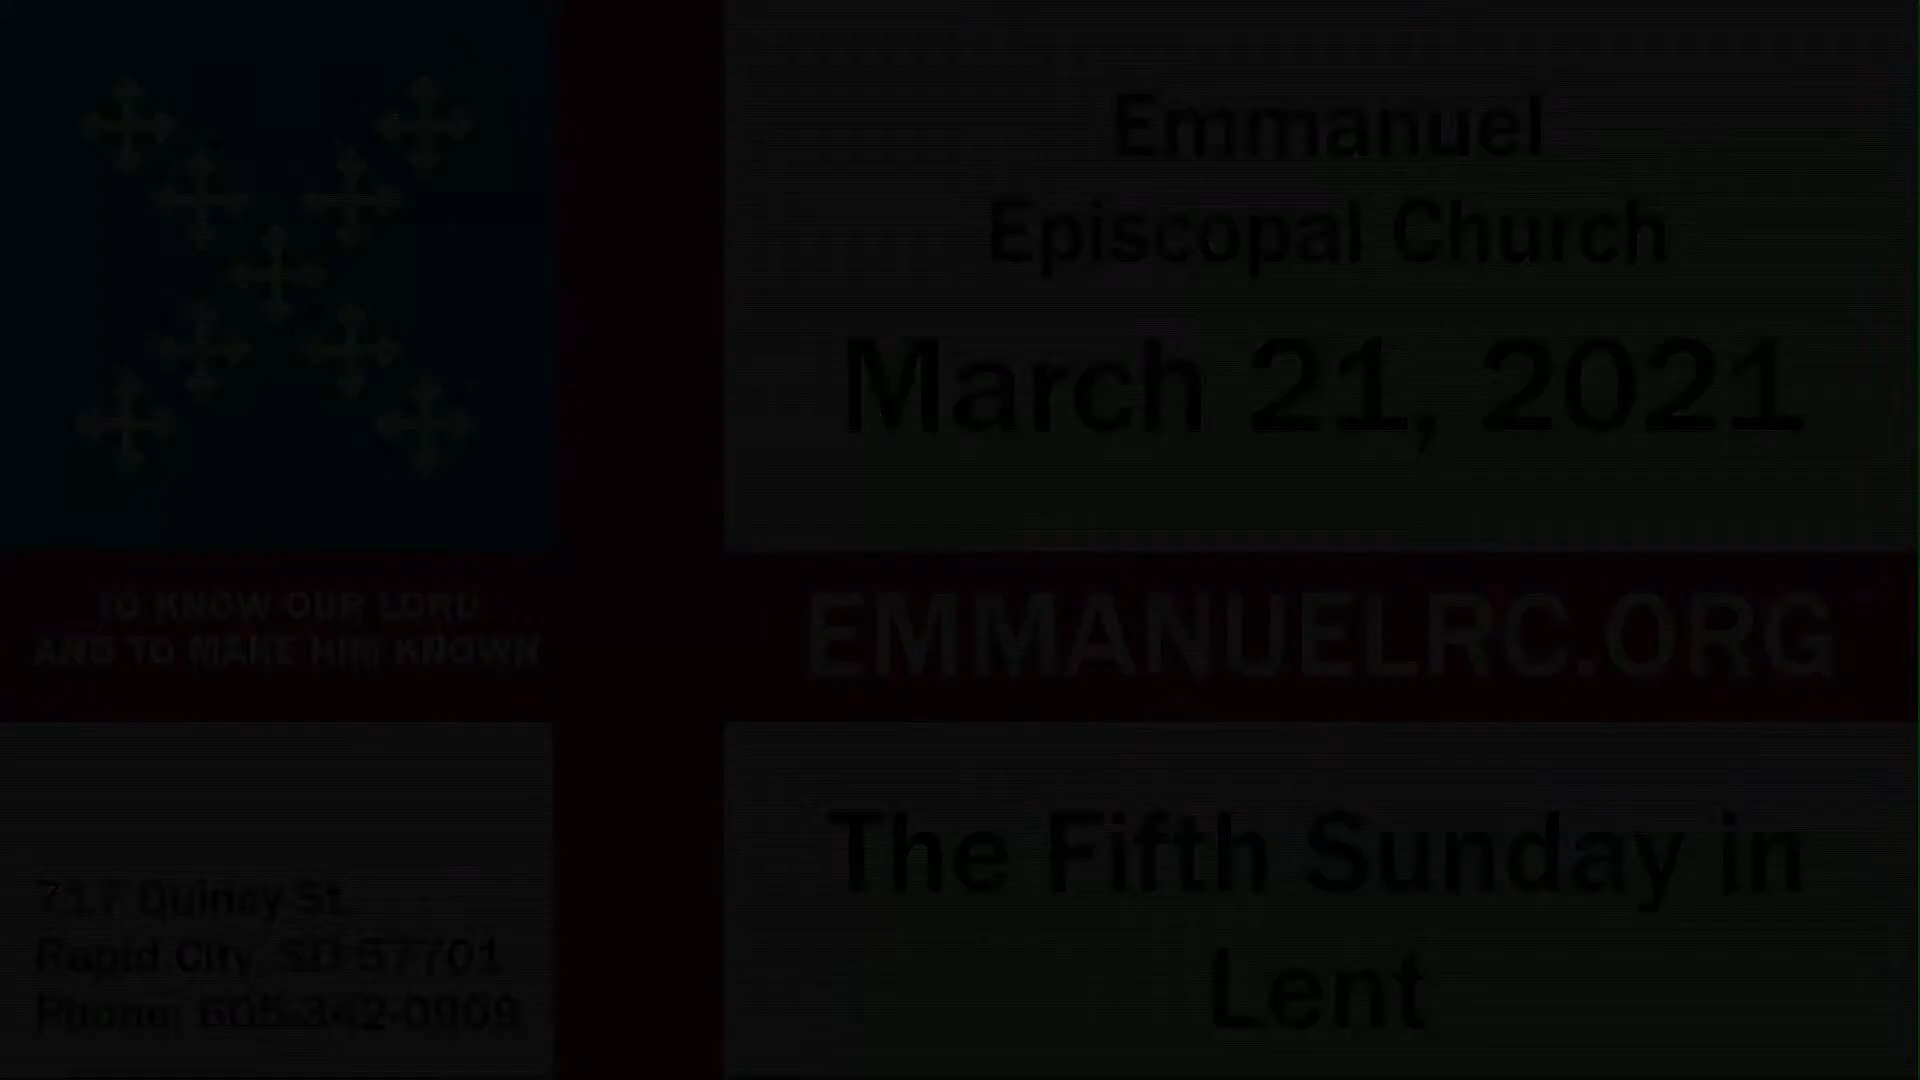 Emmanuel
Episcopal Church
March 21, 2021
TO KNOW OUR LORD
AND TO MAKE HIM KNOWN
EMMANUELRC.ORG
The Fifth Sunday in
Lent
717 Quincy St.
Rapid City, SD 57701
Phone: 605-342-0909